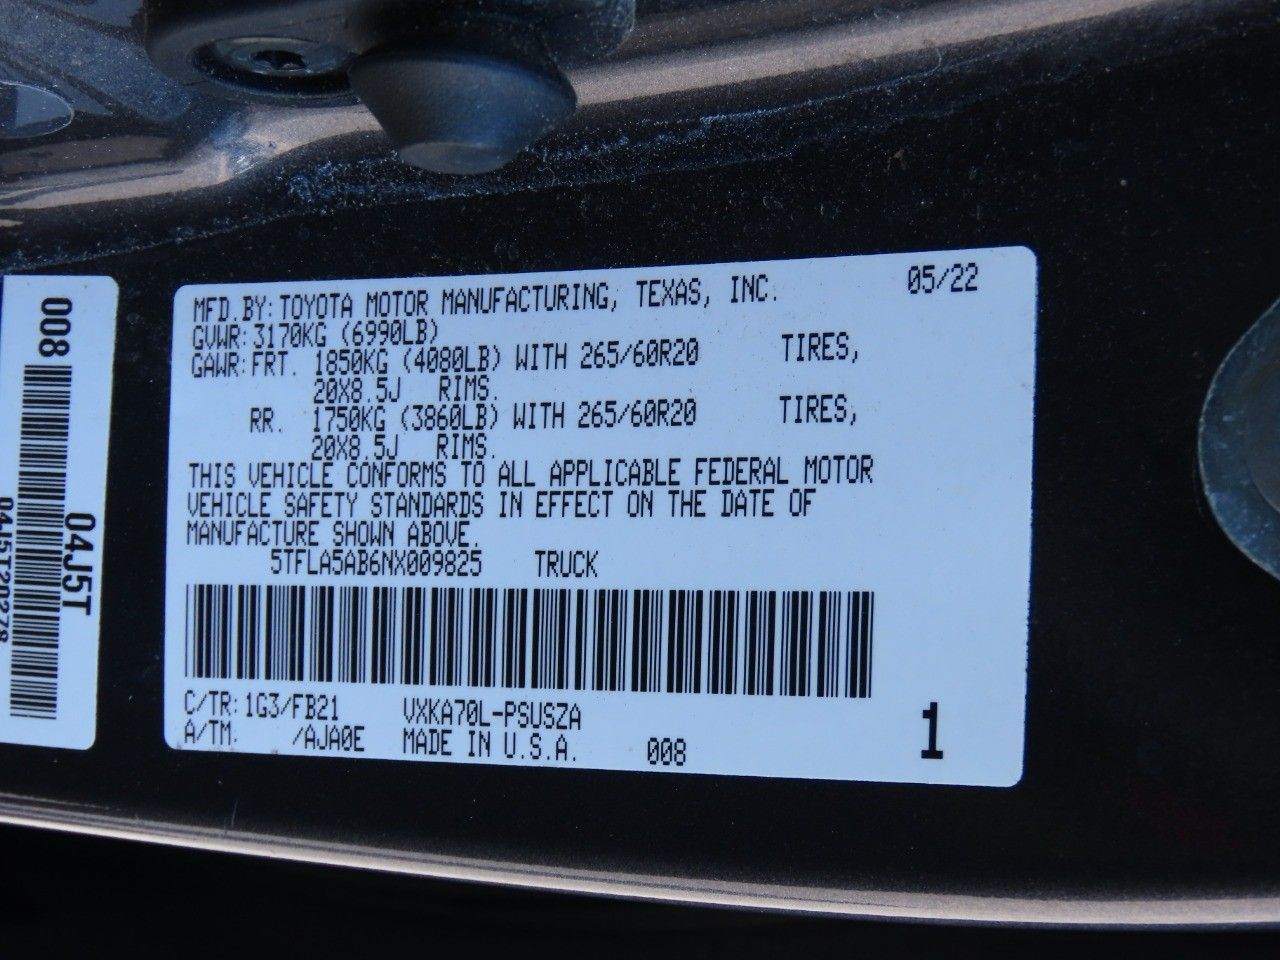 MFD.BY: TOYOTA MOTOR MANUFACTURING, TEXAS, INC. 05/22
GVWR: 3170KG (6990LB)
GAWR: FRT. 1850KG (4080LB) WITH 265/60R20 TIRES,
20X8.5J RIMS.
RR. 1750KG (3860LB) WITH 265/60R20 TIRES,
20X8.5J RIMS.
THIS VEHICLE CONFORMS TO ALL APPLICABLE FEDERAL MOTOR
VEHICLE SAFETY STANDARDS IN EFFECT ON THE DATE OF
MANUFACTURE SHOWN ABOVE.
5TFLA5AB6NX009825 TRUCK
C/TR: 1G3/FB21 VXKA70L-PSUSZA
A/TM. /AJA0E MADE IN U.S.A. 008
1
008
04J5T